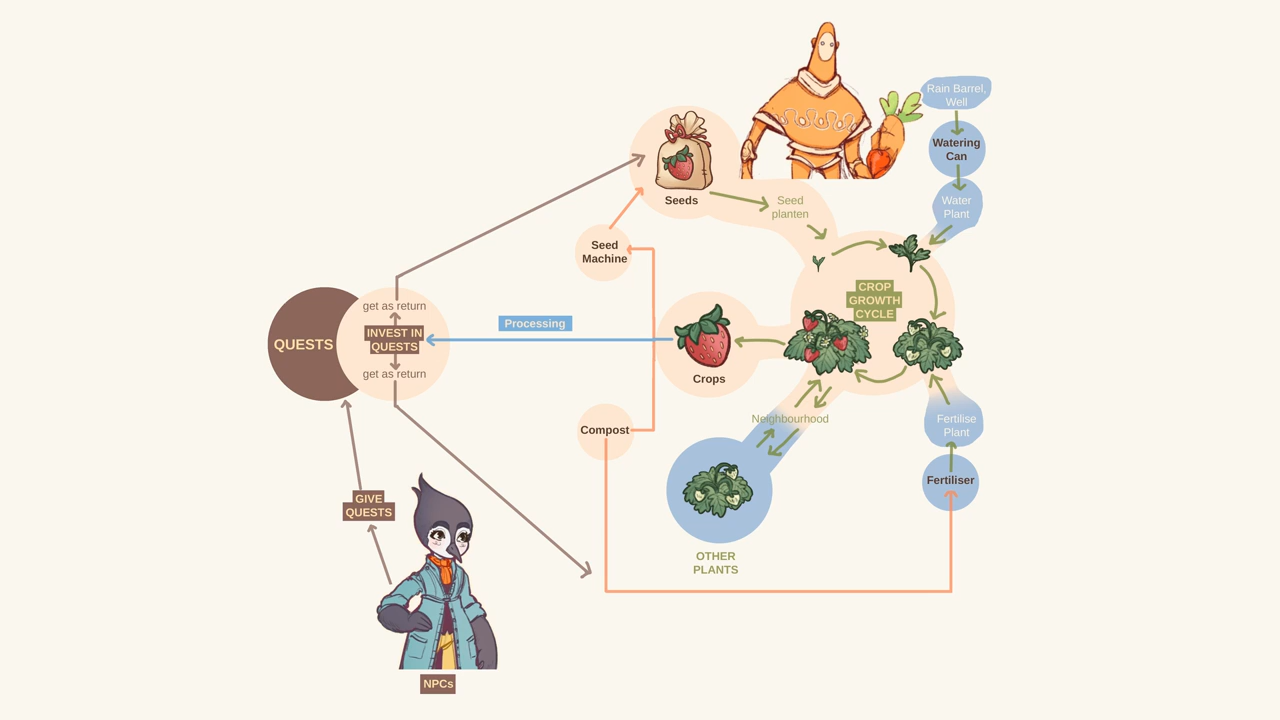 Rain Barrel,
Well
Watering
Can
Water
Plant
Seeds
Seed
planten
Seed
Machine
CROP
GROWTH
CYCLE
get as return
INVEST IN
QUESTS
get as return
QUESTS
Processing
Crops
Neighbourhood
Compost
Fertilise
Plant
Fertiliser
GIVE
QUESTS
OTHER
PLANTS
NPCs